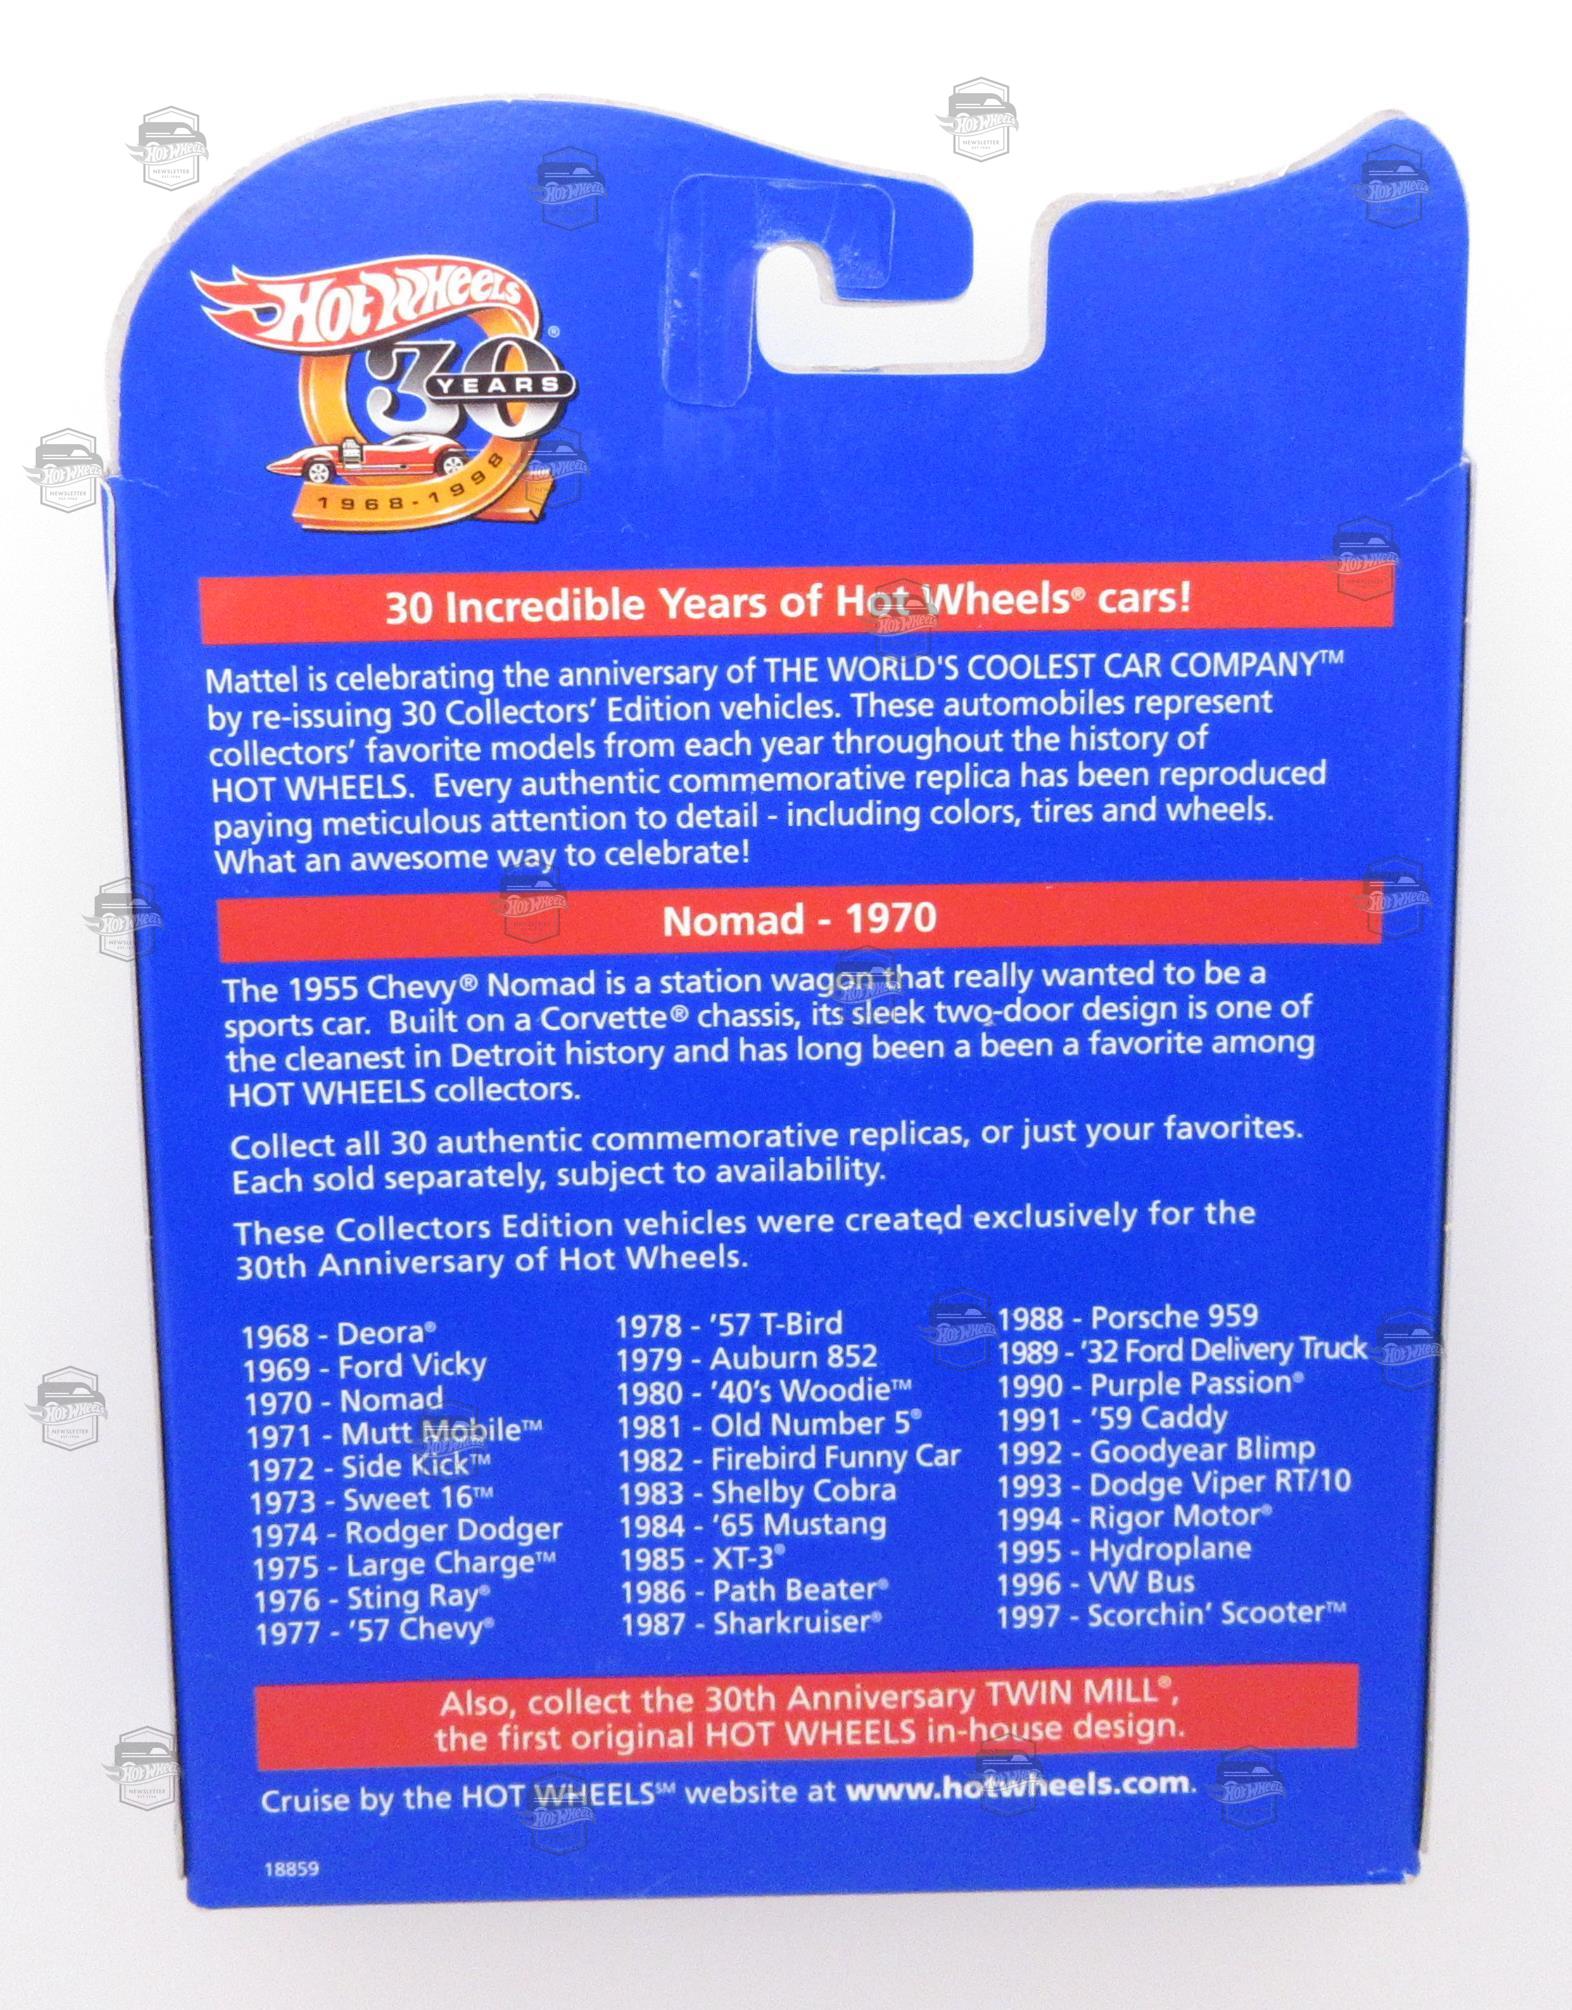 HOT WHEELS®
30
YEARS
1968-1998
30 Incredible Years of Hot Wheels® cars!
Mattel is celebrating the anniversary of THE WORLD'S COOLEST CAR COMPANY™
by re-issuing 30 Collectors' Edition vehicles. These automobiles represent
collectors' favorite models from each year throughout the history of
HOT WHEELS. Every authentic commemorative replica has been reproduced
paying meticulous attention to detail - including colors, tires and wheels.
What an awesome way to celebrate!
Nomad - 1970
The 1955 Chevy® Nomad is a station wagon that really wanted to be a
sports car. Built on a Corvette® chassis, its sleek two-door design is one of
the cleanest in Detroit history and has long been a been a favorite among
HOT WHEELS collectors.
Collect all 30 authentic commemorative replicas, or just your favorites.
Each sold separately, subject to availability.
These Collectors Edition vehicles were created exclusively for the
30th Anniversary of Hot Wheels.
1968 - Deora®
1969 - Ford Vicky
1970 - Nomad
1971 - Mutt Mobile™
1972 - Side Kick™
1973 - Sweet 16™
1974 - Rodger Dodger
1975 - Large Charge™
1976 - Sting Ray®
1977 - '57 Chevy®
1978 - '57 T-Bird
1979 - Auburn 852
1980 - '40's Woodie™
1981 - Old Number 5®
1982 - Firebird Funny Car
1983 - Shelby Cobra
1984 - '65 Mustang
1985 - XT-3®
1986 - Path Beater®
1987 - Sharkruiser®
1988 - Porsche 959
1989 - '32 Ford Delivery Truck
1990 - Purple Passion®
1991 - '59 Caddy
1992 - Goodyear Blimp
1993 - Dodge Viper RT/10
1994 - Rigor Motor®
1995 - Hydroplane
1996 - VW Bus
1997 - Scorchin' Scooter™
Also, collect the 30th Anniversary TWIN MILL®,
the first original HOT WHEELS in-house design.
Cruise by the HOT WHEELS℠ website at www.hotwheels.com.
18859
HOT WHEELS
NEWSLETTER